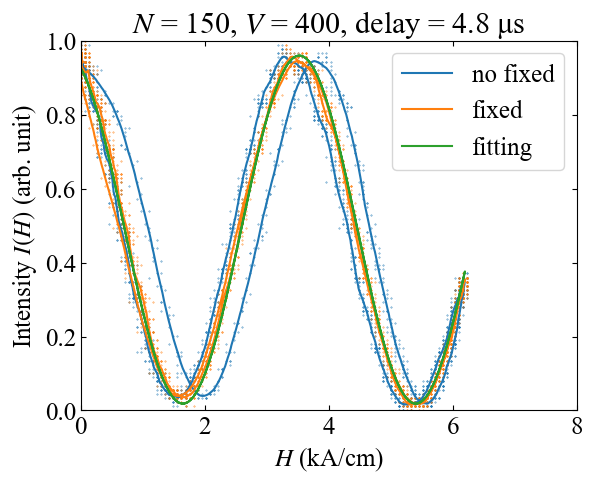 N = 150, V = 400, delay = 4.8 μs
Intensity I(H) (arb. unit)
1.0
0.8
0.6
0.4
0.2
0.0
no fixed
fixed
fitting
0 2 4 6 8
H (kA/cm)